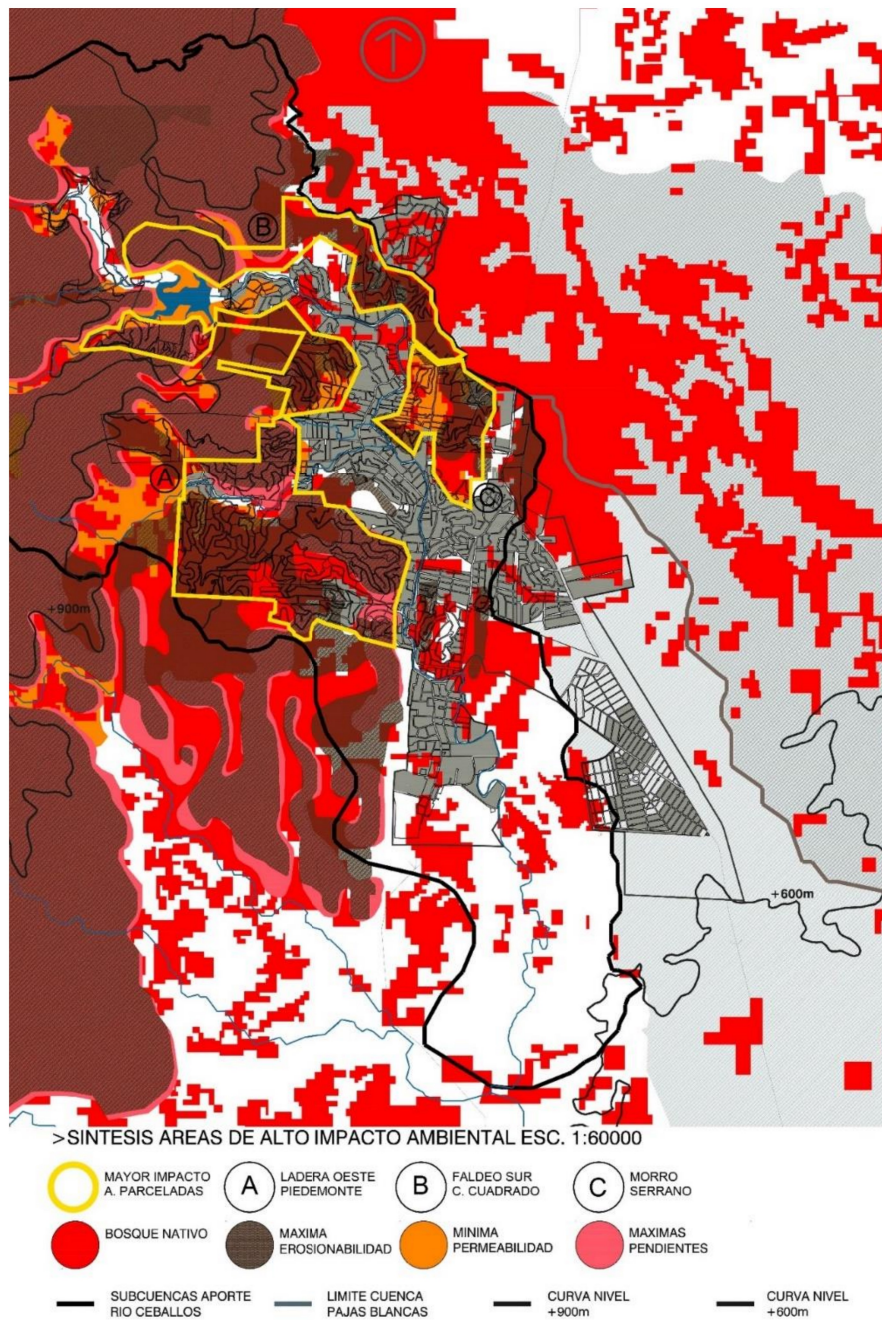 B
A
C
+900m
+600m
>SINTESIS AREAS DE ALTO IMPACTO AMBIENTAL ESC. 1:60000
MAYOR IMPACTO
A. PARCELADAS
A
LADERA OESTE
PIEDEMONTE
B
FALDEO SUR
C. CUADRADO
C
MORRO
SERRANO
BOSQUE NATIVO
MAXIMA
EROSIONABILIDAD
MINIMA
PERMEABILIDAD
MAXIMAS
PENDIENTES
SUBCUENCAS APORTE
RIO CEBALLOS
LIMITE CUENCA
PAJAS BLANCAS
CURVA NIVEL
+900m
CURVA NIVEL
+600m